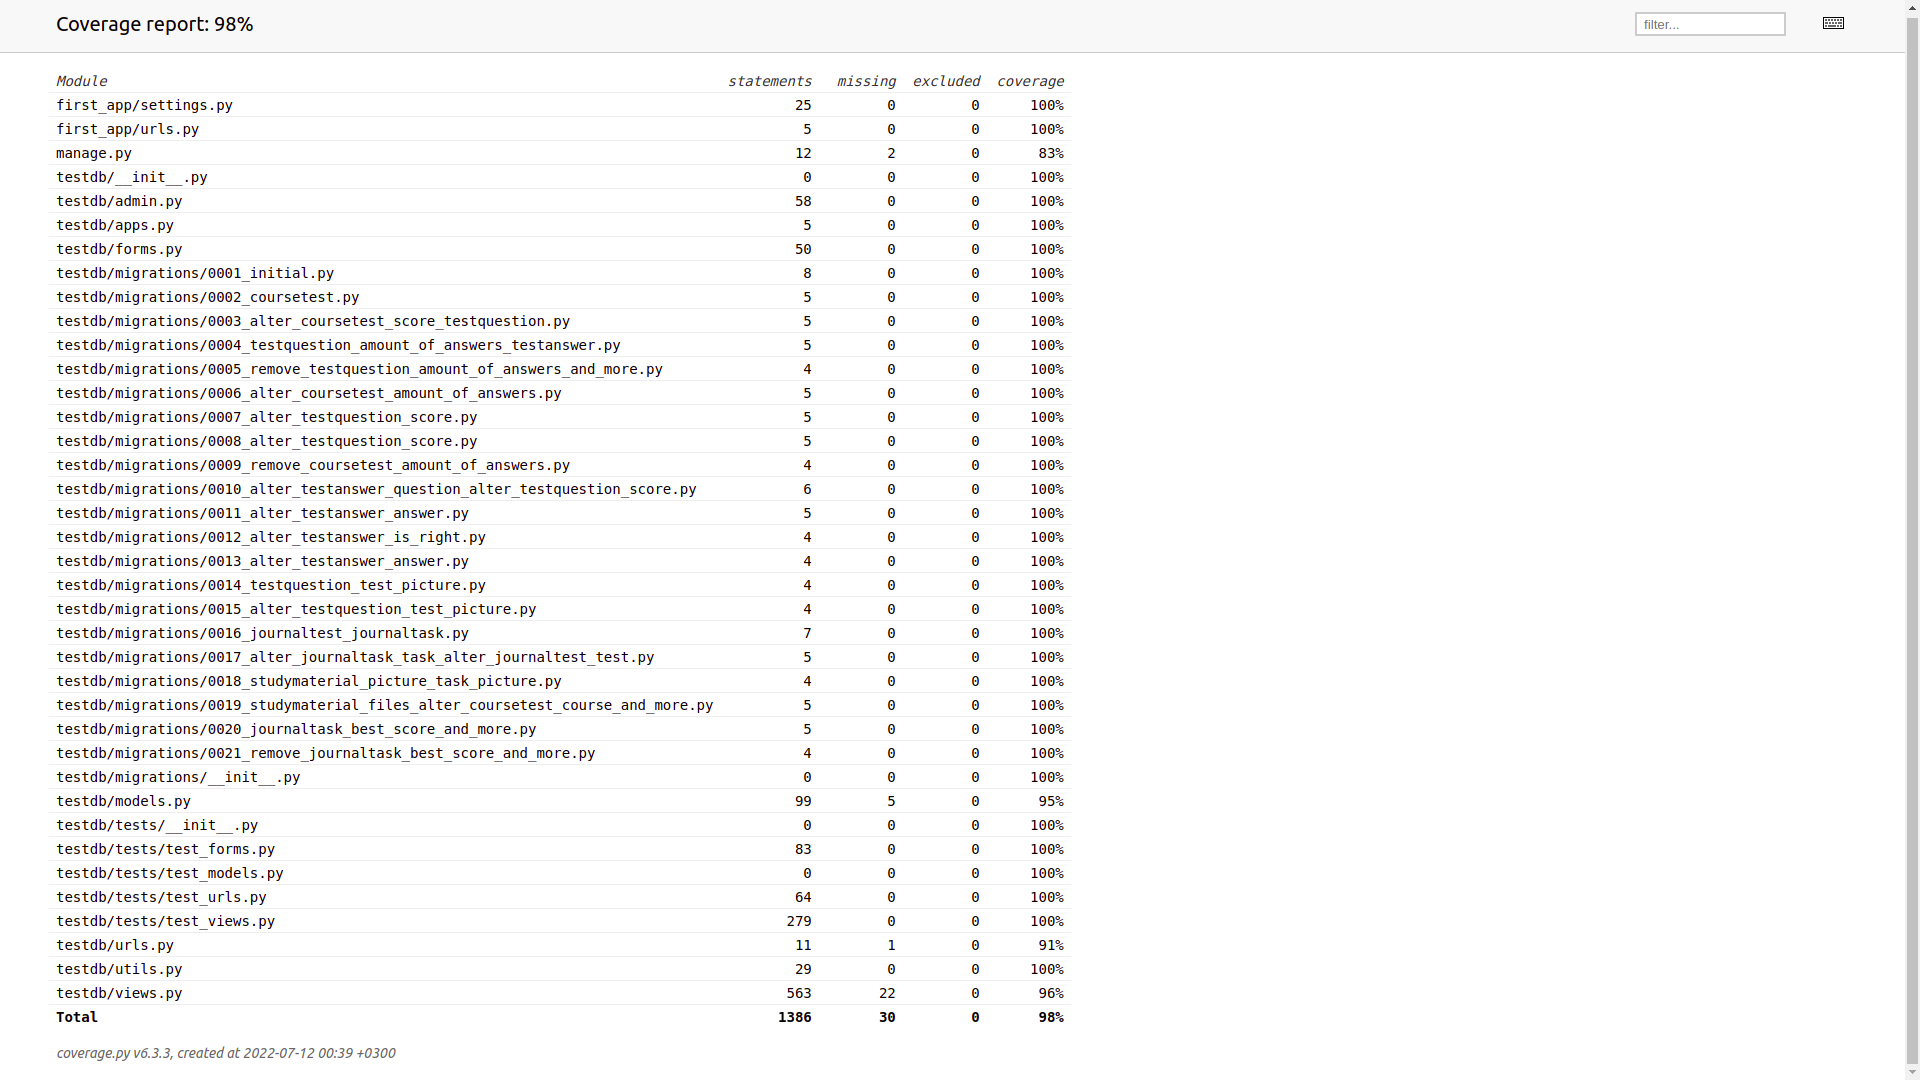 Coverage report: 98%
filter...
Module statements missing excluded coverage
first_app/settings.py 25 0 0 100%
first_app/urls.py 5 0 0 100%
manage.py 12 2 0 83%
testdb/__init__.py 0 0 0 100%
testdb/admin.py 58 0 0 100%
testdb/apps.py 5 0 0 100%
testdb/forms.py 50 0 0 100%
testdb/migrations/0001_initial.py 8 0 0 100%
testdb/migrations/0002_coursetest.py 5 0 0 100%
testdb/migrations/0003_alter_coursetest_score_testquestion.py 5 0 0 100%
testdb/migrations/0004_testquestion_amount_of_answers_testanswer.py 5 0 0 100%
testdb/migrations/0005_remove_testquestion_amount_of_answers_and_more.py 4 0 0 100%
testdb/migrations/0006_alter_coursetest_amount_of_answers.py 5 0 0 100%
testdb/migrations/0007_alter_testquestion_score.py 5 0 0 100%
testdb/migrations/0008_alter_testquestion_score.py 5 0 0 100%
testdb/migrations/0009_remove_coursetest_amount_of_answers.py 4 0 0 100%
testdb/migrations/0010_alter_testanswer_question_alter_testquestion_score.py 6 0 0 100%
testdb/migrations/0011_alter_testanswer_answer.py 5 0 0 100%
testdb/migrations/0012_alter_testanswer_is_right.py 4 0 0 100%
testdb/migrations/0013_alter_testanswer_answer.py 4 0 0 100%
testdb/migrations/0014_testquestion_test_picture.py 4 0 0 100%
testdb/migrations/0015_alter_testquestion_test_picture.py 4 0 0 100%
testdb/migrations/0016_journaltest_journaltask.py 7 0 0 100%
testdb/migrations/0017_alter_journaltask_task_alter_journaltest_test.py 5 0 0 100%
testdb/migrations/0018_studymaterial_picture_task_picture.py 4 0 0 100%
testdb/migrations/0019_studymaterial_files_alter_coursetest_course_and_more.py 5 0 0 100%
testdb/migrations/0020_journaltask_best_score_and_more.py 5 0 0 100%
testdb/migrations/0021_remove_journaltask_best_score_and_more.py 4 0 0 100%
testdb/migrations/__init__.py 0 0 0 100%
testdb/models.py 99 5 0 95%
testdb/tests/__init__.py 0 0 0 100%
testdb/tests/test_forms.py 83 0 0 100%
testdb/tests/test_models.py 0 0 0 100%
testdb/tests/test_urls.py 64 0 0 100%
testdb/tests/test_views.py 279 0 0 100%
testdb/urls.py 11 1 0 91%
testdb/utils.py 29 0 0 100%
testdb/views.py 563 22 0 96%
Total 1386 30 0 98%
coverage.py v6.3.3, created at 2022-07-12 00:39 +0300